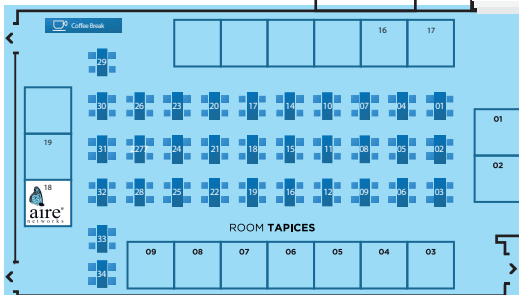 Coffee Break
16 17
29
30 26 23 20 17 14 10 07 04 01
01
19
31 277 24 21 18 15 11 08 05 02
02
18
aire®
networks
32 28 25 22 19 16 12 09 06 03
ROOM TAPICES
33
09 08 07 06 05 04 03
34